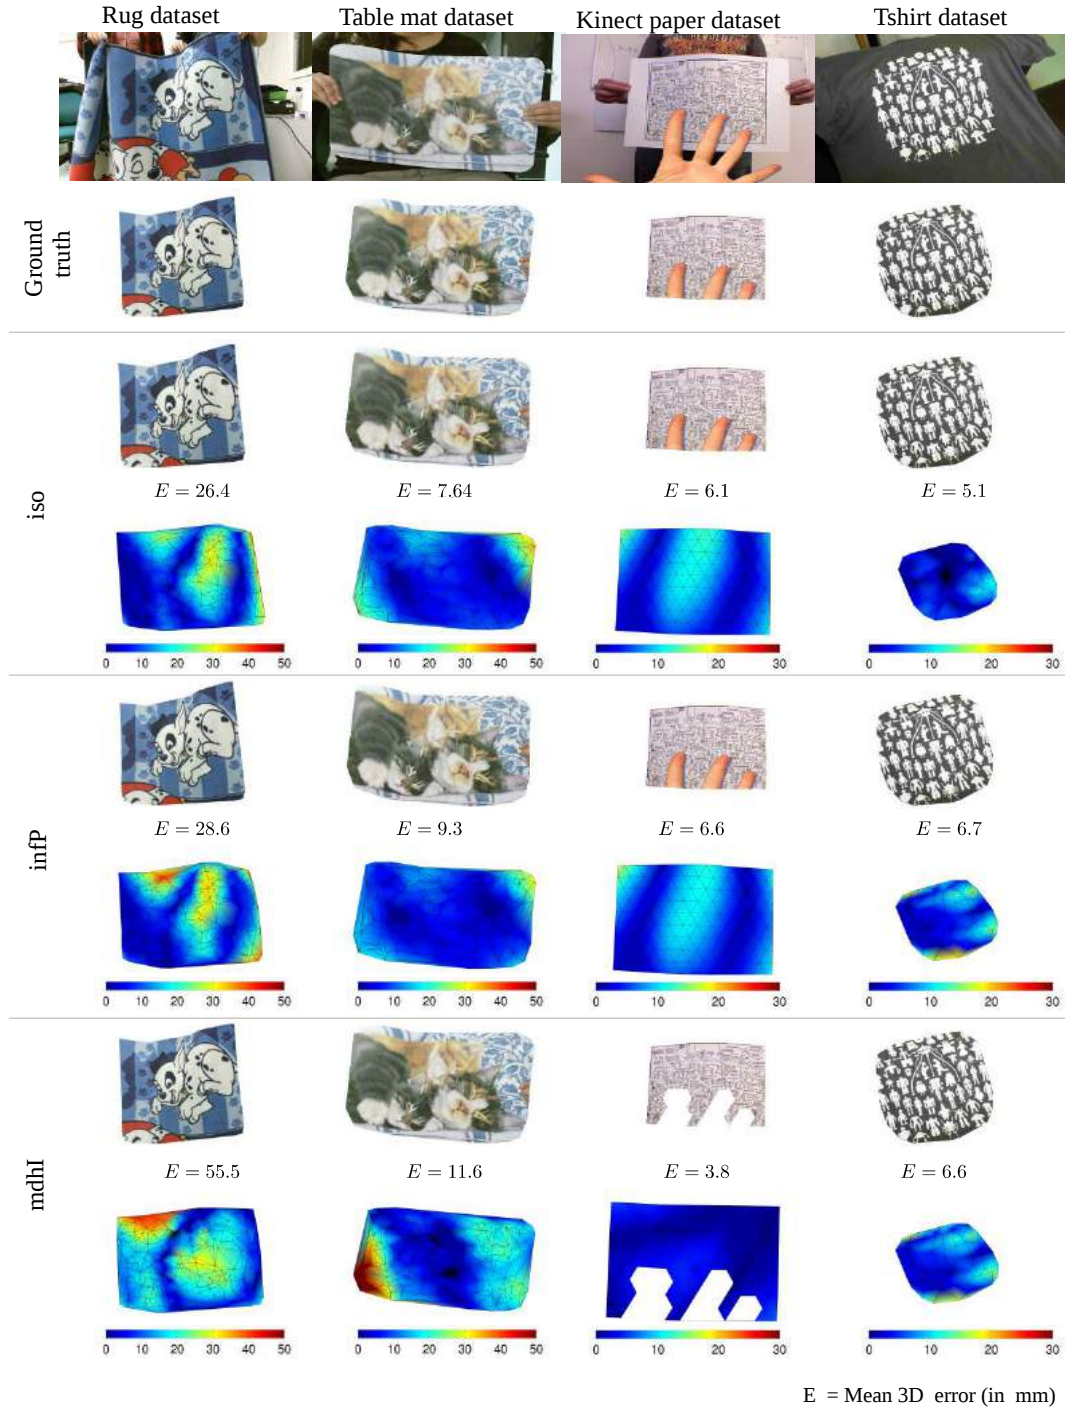 Rug dataset
Table mat dataset
Kinect paper dataset
Tshirt dataset
Ground
truth
iso
E = 26.4
E = 7.64
E = 6.1
E = 5.1
0 10 20 30 40 50
0 10 20 30 40 50
0 10 20 30
0 10 20 30
infP
E = 28.6
E = 9.3
E = 6.6
E = 6.7
0 10 20 30 40 50
0 10 20 30 40 50
0 10 20 30
0 10 20 30
mdhI
E = 55.5
E = 11.6
E = 3.8
E = 6.6
0 10 20 30 40 50
0 10 20 30 40 50
0 10 20 30
0 10 20 30
E = Mean 3D error (in mm)